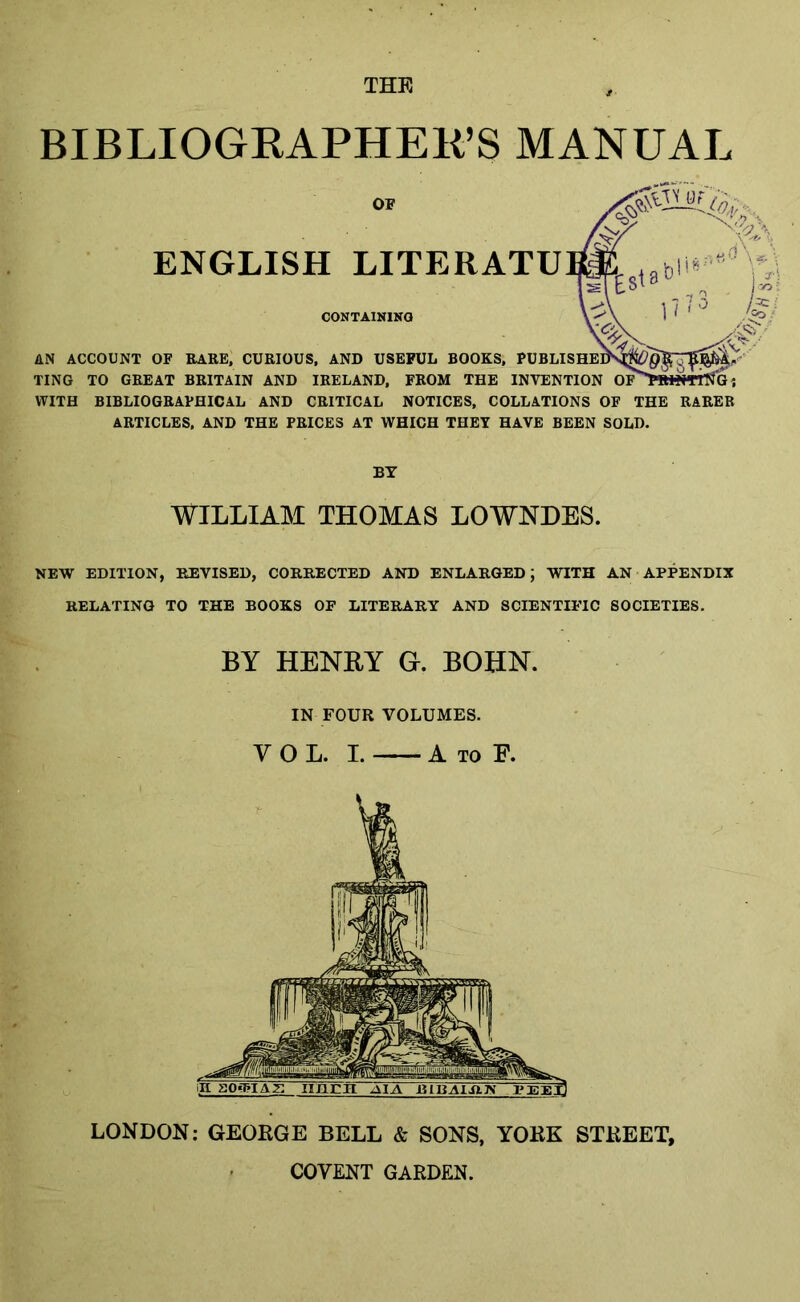 THE
BIBLIOGRAPHER'S MANUAL
OF
ENGLISH LITERATURE
CONTAINING
AN ACCOUNT OF RARE, CURIOUS, AND USEFUL BOOKS, PUBLISHED
TING TO GREAT BRITAIN AND IRELAND, FROM THE INVENTION OF PRINTING;
WITH BIBLIOGRAPHICAL AND CRITICAL NOTICES, COLLATIONS OF THE RARER
ARTICLES, AND THE PRICES AT WHICH THEY HAVE BEEN SOLD.
Established
1773
BY
WILLIAM THOMAS LOWNDES.
NEW EDITION, REVISED, CORRECTED AND ENLARGED; WITH AN APPENDIX
RELATING TO THE BOOKS OF LITERARY AND SCIENTIFIC SOCIETIES.
BY HENRY G. BOHN.
IN FOUR VOLUMES.
VOL. I.—A TO F.
Η ΣΟΦΙΑΣ ΠΗΓΗ ΔΙΑ ΒΙΒΛΙΩΝ ΡΕΕΙ
LONDON: GEORGE BELL & SONS, YORK STREET,
COVENT GARDEN.